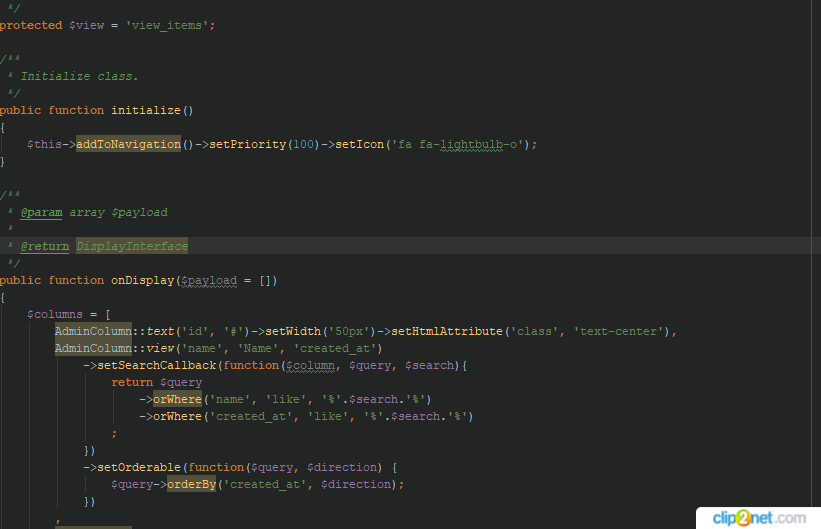 */
protected $view = 'view_items';
/**
 * Initialize class.
 */
public function initialize()
{
    $this->addToNavigation()->setPriority(100)->setIcon('fa fa-lightbulb-o');
}
/**
 * @param array $payload
 *
 * @return DisplayInterface
 */
public function onDisplay($payload = [])
{
    $columns = [
        AdminColumn::text('id', '#')->setWidth('50px')->setHtmlAttribute('class', 'text-center'),
        AdminColumn::view('name', 'Name', 'created_at')
            ->setSearchCallback(function($column, $query, $search){
                return $query
                    ->orWhere('name', 'like', '%'.$search.'%')
                    ->orWhere('created_at', 'like', '%'.$search.'%')
                ;
            })
            ->setOrderable(function($query, $direction) {
                $query->orderBy('created_at', $direction);
            })
        ,
clip2net.com